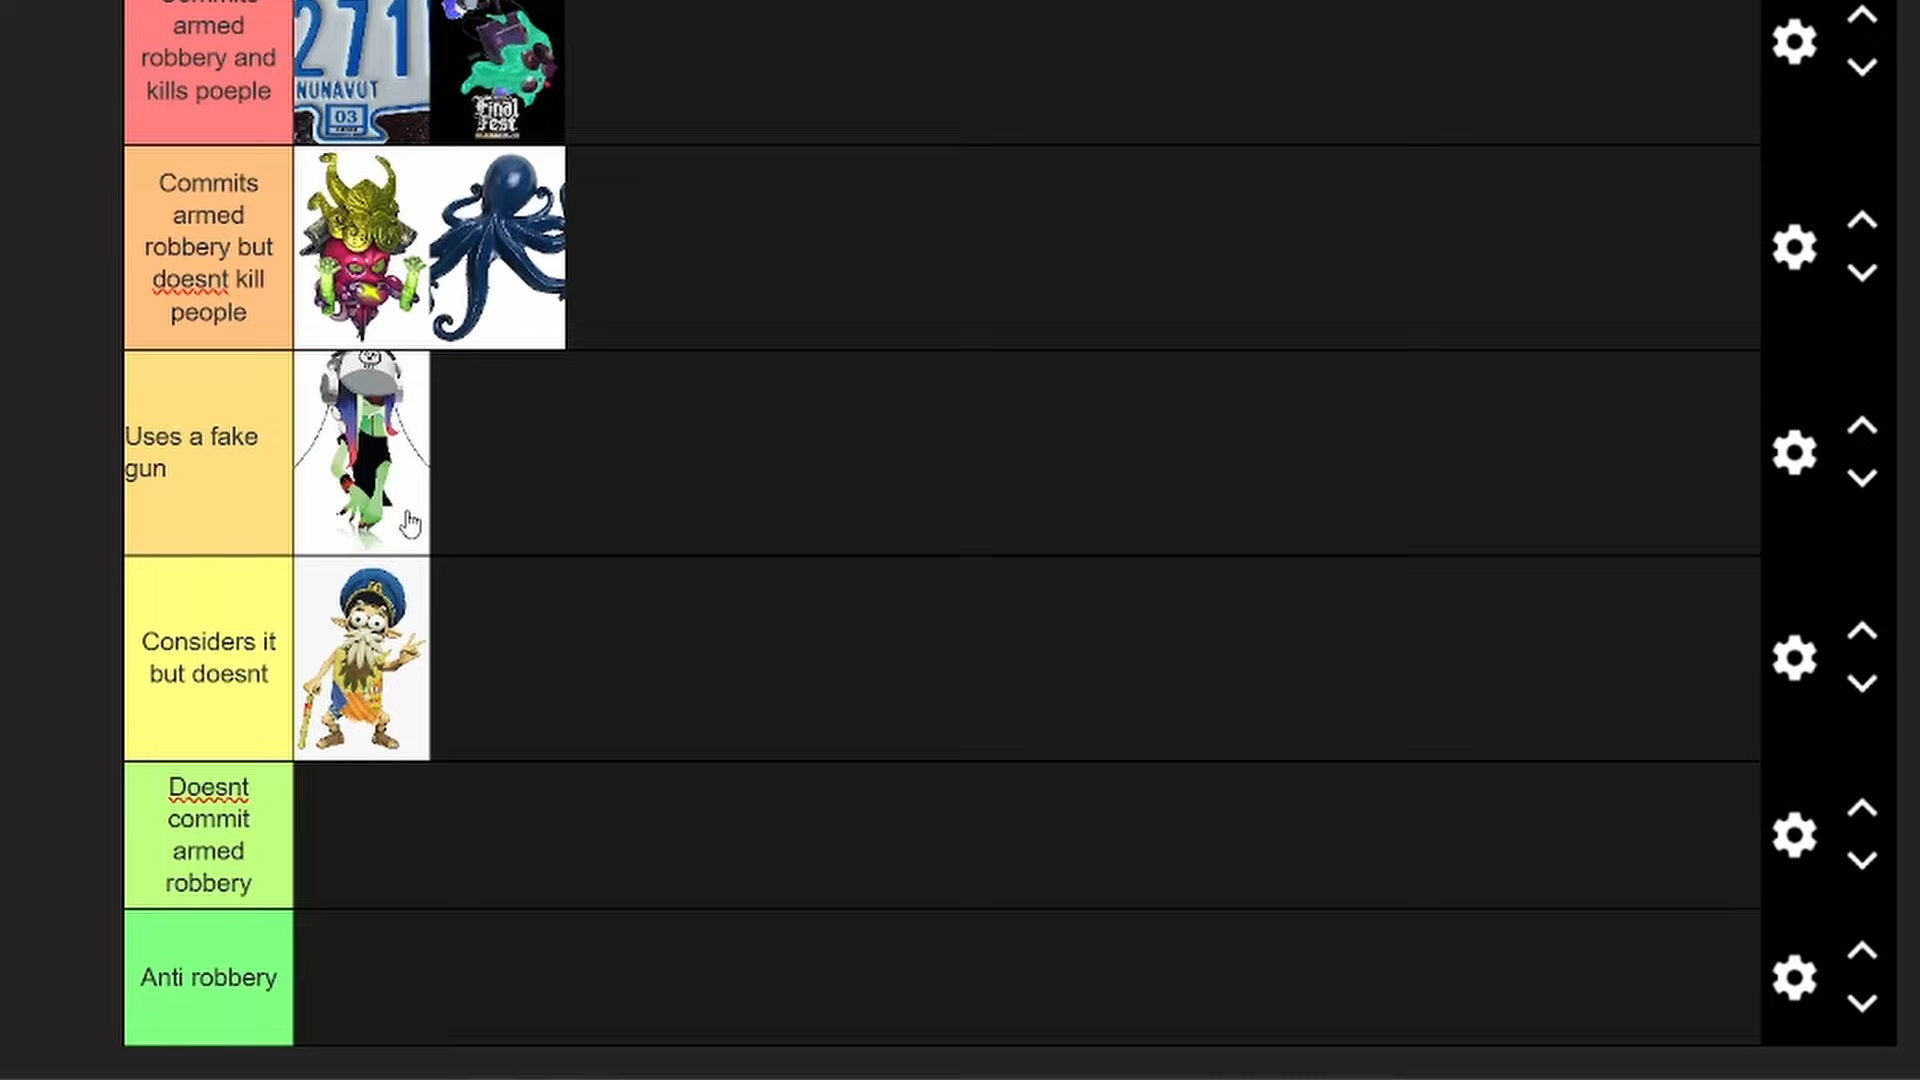 Commits
armed
robbery and
kills poeple
271
NUNAVUT
03
Final
Fest
Commits
armed
robbery but
doesnt kill
people
Uses a fake
gun
Considers it
but doesnt
Doesnt
commit
armed
robbery
Anti robbery